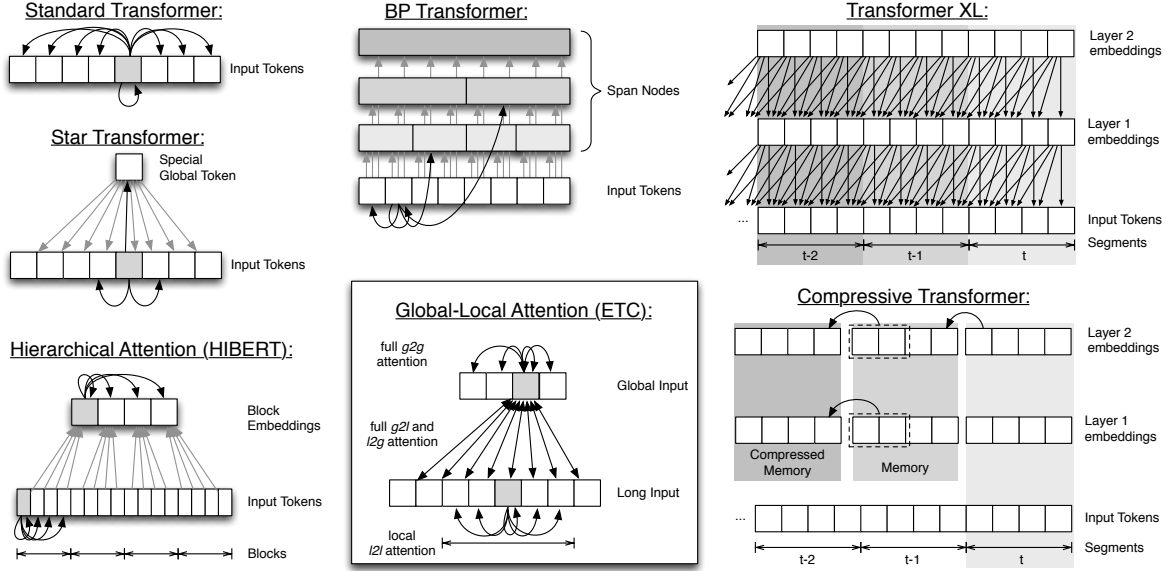 Standard Transformer:
Input Tokens
Star Transformer:
Special
Global Token
Input Tokens
Hierarchical Attention (HIBERT):
Block
Embeddings
Input Tokens
Blocks
BP Transformer:
Span Nodes
Input Tokens
Global-Local Attention (ETC):
full g2g
attention
Global Input
full g2l and
l2g attention
Long Input
local
l2l attention
Transformer XL:
Layer 2
embeddings
Layer 1
embeddings
...
Input Tokens
Segments
t-2
t-1
t
Compressive Transformer:
Layer 2
embeddings
Layer 1
embeddings
Compressed
Memory
Memory
...
Input Tokens
Segments
t-2
t-1
t